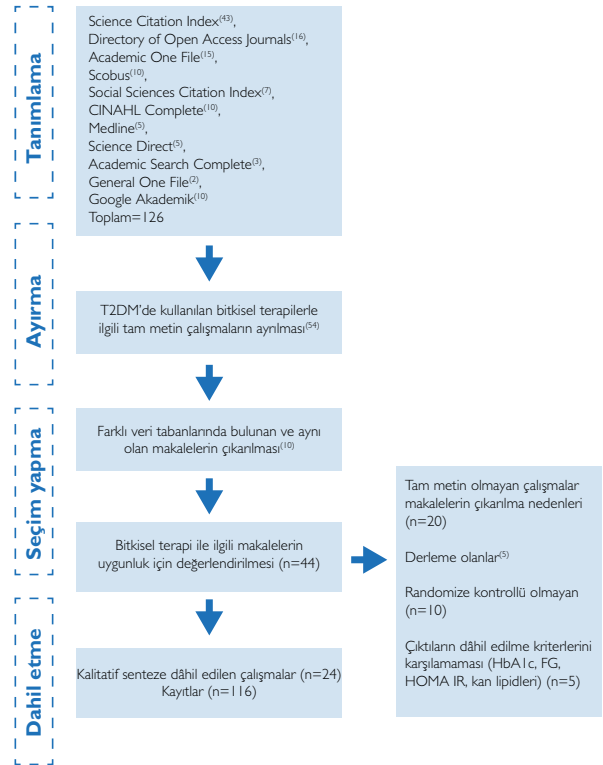 Tanımlama
Science Citation Index(43),
Directory of Open Access Journals(16),
Academic One File(15),
Scobus(10),
Social Sciences Citation Index(7),
CINAHL Complete(10),
Medline(5),
Science Direct(5),
Academic Search Complete(3),
General One File(2),
Google Akademik(10)
Toplam=126
Ayırma
T2DM’de kullanılan bitkisel terapilerle
ilgili tam metin çalışmaların ayrılması(54)
Seçim yapma
Farklı veri tabanlarında bulunan ve aynı
olan makalelerin çıkarılması(10)
Bitkisel terapi ile ilgili makalelerin
uygunluk için değerlendirilmesi (n=44)
Tam metin olmayan çalışmalar
makalelerin çıkarılma nedenleri
(n=20)
Derleme olanlar(5)
Randomize kontrollü olmayan
(n=10)
Çıktıların dâhil edilme kriterlerini
karşılamaması (HbA1c, FG,
HOMA IR, kan lipidleri) (n=5)
Dahil etme
Kalitatif senteze dâhil edilen çalışmalar (n=24)
Kayıtlar (n=116)